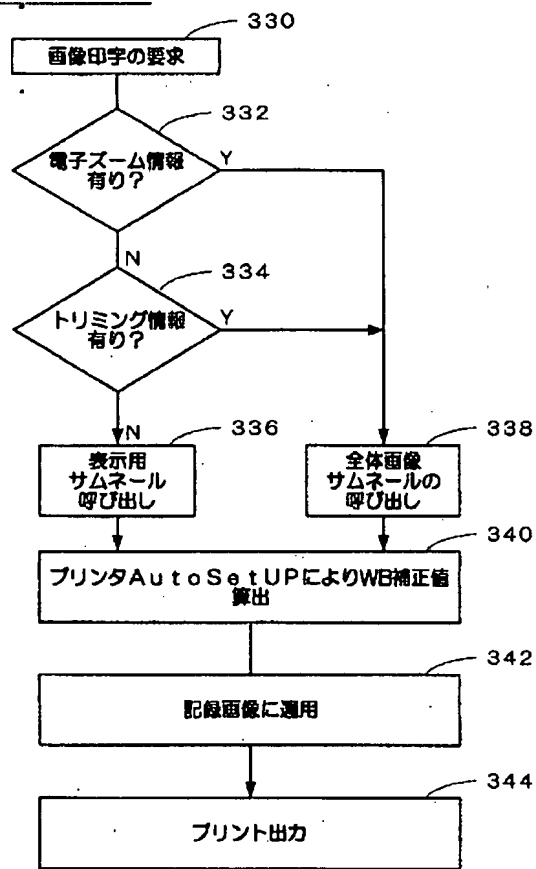 330
画像印字の要求
332
電子ズーム情報
有り?
Y
N
334
トリミング情報
有り?
Y
N
336
表示用
サムネール
呼び出し
338
全体画像
サムネールの
呼び出し
340
プリンタAutoSetUPによりWB補正値
算出
342
記録画像に適用
344
プリント出力